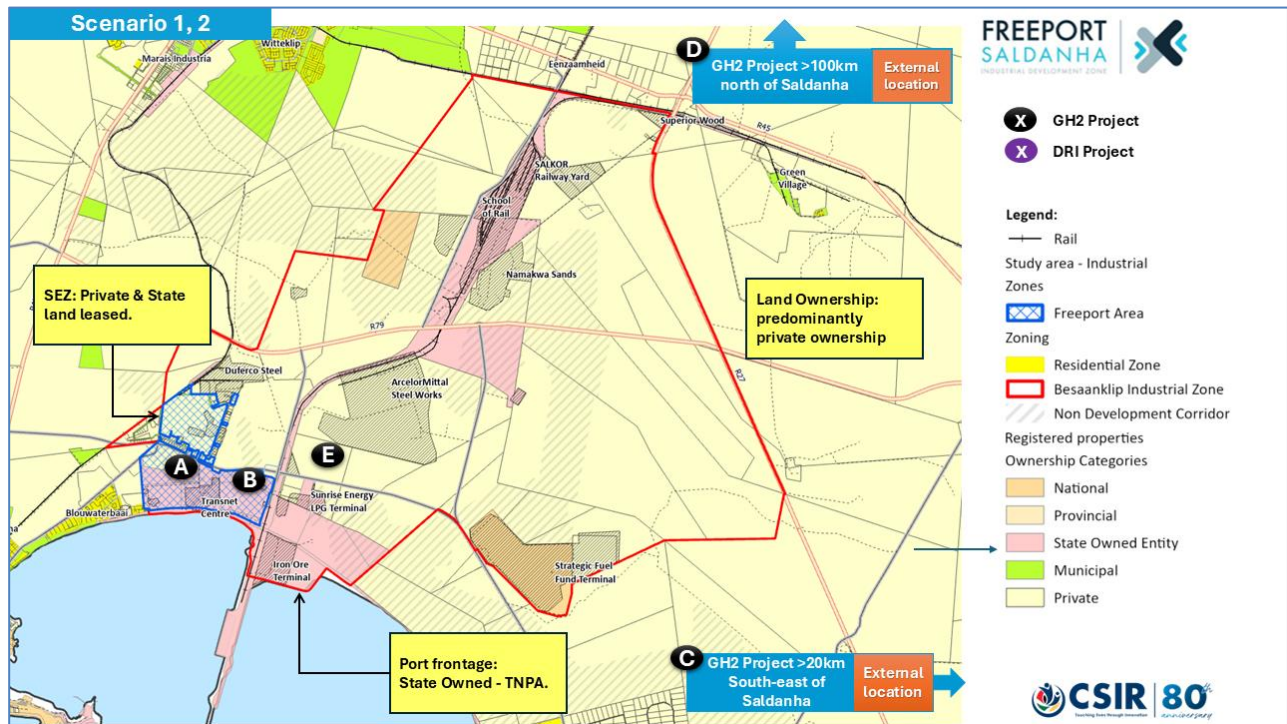 Scenario 1, 2
Witteklip
Marais Industria
Eenzaamheid
D
GH2 Project >100km
north of Saldanha
External
location
Superior Wood
R45
Green
Village
SALKOR
Railway Yard
School
of Rail
Namakwa Sands
SEZ: Private & State
land leased.
Land Ownership:
predominantly
private ownership
R79
R27
Duferco Steel
ArcelorMittal
Steel Works
E
A
B
Blouwaterbaai
Transnet
Centre
Sunrise Energy
LPG Terminal
Iron Ore
Terminal
Strategic Fuel
Fund Terminal
Port frontage:
State Owned - TNPA.
C
GH2 Project >20km
South-east of
Saldanha
External
location
FREEPORT
SALDANHA
INDUSTRIAL DEVELOPMENT ZONE
X GH2 Project
X DRI Project
Legend:
Rail
Study area - Industrial
Zones
Freeport Area
Zoning
Residential Zone
Besaanklip Industrial Zone
Non Development Corridor
Registered properties
Ownership Categories
National
Provincial
State Owned Entity
Municipal
Private
CSIR 80th
Touching lives through innovation
anniversary